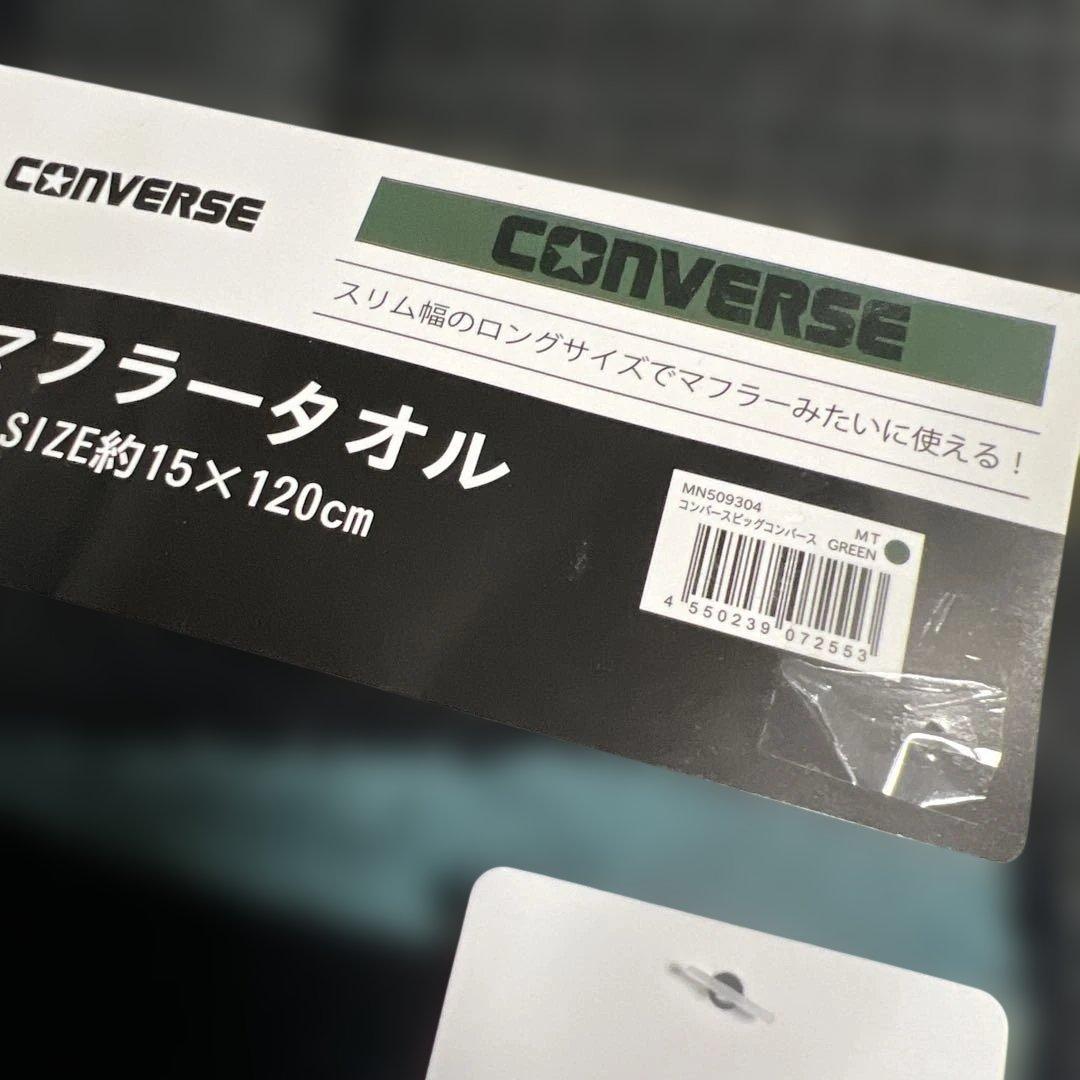 CONVERSE
CONVERSE
スリム幅のロングサイズでマフラーみたいに使える！
マフラータオル
SIZE約15×120cm
MN509304 MT
コンバースビッグコンバース GREEN
4 550239 072553